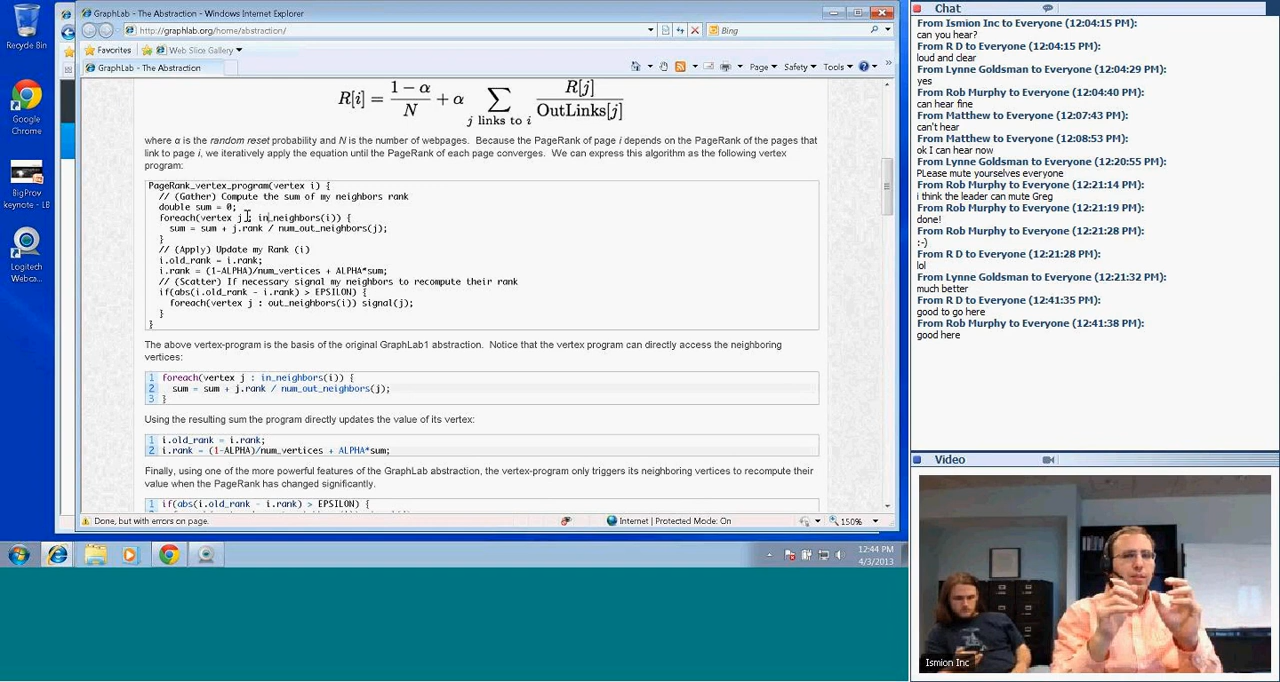 Recycle Bin
Google
Chrome
BigProv
keynote - LB
Logitech
Webca...
GraphLab - The Abstraction - Windows Internet Explorer
http://graphlab.org/home/abstraction/
Bing
Favorites
Web Slice Gallery
GraphLab - The Abstraction
Page
Safety
Tools
»
R[i] = \frac{1 − α}{N} + α \sum_{j links to i} \frac{R[j]}{OutLinks[j]}
where α is the random reset probability and N is the number of webpages. Because the PageRank of page i depends on the PageRank of the pages that
link to page i, we iteratively apply the equation until the PageRank of each page converges. We can express this algorithm as the following vertex
program:
PageRank_vertex_program(vertex i) {
// (Gather) Compute the sum of my neighbors rank
double sum = 0;
foreach(vertex j : in_neighbors(i)) {
sum = sum + j.rank / num_out_neighbors(j);
}
// (Apply) Update my Rank (i)
i.old_rank = i.rank;
i.rank = (1-ALPHA)/num_vertices + ALPHA*sum;
// (Scatter) If necessary signal my neighbors to recompute their rank
if(abs(i.old_rank - i.rank) > EPSILON) {
foreach(vertex j : out_neighbors(i)) signal(j);
}
}
The above vertex-program is the basis of the original GraphLab1 abstraction. Notice that the vertex program can directly access the neighboring
vertices:
1 foreach(vertex j : in_neighbors(i)) {
2 sum = sum + j.rank / num_out_neighbors(j);
3 }
Using the resulting sum the program directly updates the value of its vertex:
1 i.old_rank = i.rank;
2 i.rank = (1-ALPHA)/num_vertices + ALPHA*sum;
Finally, using one of the more powerful features of the GraphLab abstraction, the vertex-program only triggers its neighboring vertices to recompute their
value when the PageRank has changed significantly.
1 if(abs(i.old_rank - i.rank) > EPSILON) {
Done, but with errors on page.
Internet | Protected Mode: On
150%
12:44 PM
4/3/2013
Chat
From Ismion Inc to Everyone (12:04:15 PM):
can you hear?
From R D to Everyone (12:04:15 PM):
loud and clear
From Lynne Goldsman to Everyone (12:04:29 PM):
yes
From Rob Murphy to Everyone (12:04:40 PM):
can hear fine
From Matthew to Everyone (12:07:43 PM):
can't hear
From Matthew to Everyone (12:08:53 PM):
ok I can hear now
From Lynne Goldsman to Everyone (12:20:55 PM):
PLease mute yourselves everyone
From Rob Murphy to Everyone (12:21:14 PM):
i think the leader can mute Greg
From Rob Murphy to Everyone (12:21:19 PM):
done!
From Rob Murphy to Everyone (12:21:28 PM):
:-)
From R D to Everyone (12:21:28 PM):
lol
From Lynne Goldsman to Everyone (12:21:32 PM):
much better
From R D to Everyone (12:41:35 PM):
good to go here
From Rob Murphy to Everyone (12:41:38 PM):
good here
Video
Ismion Inc